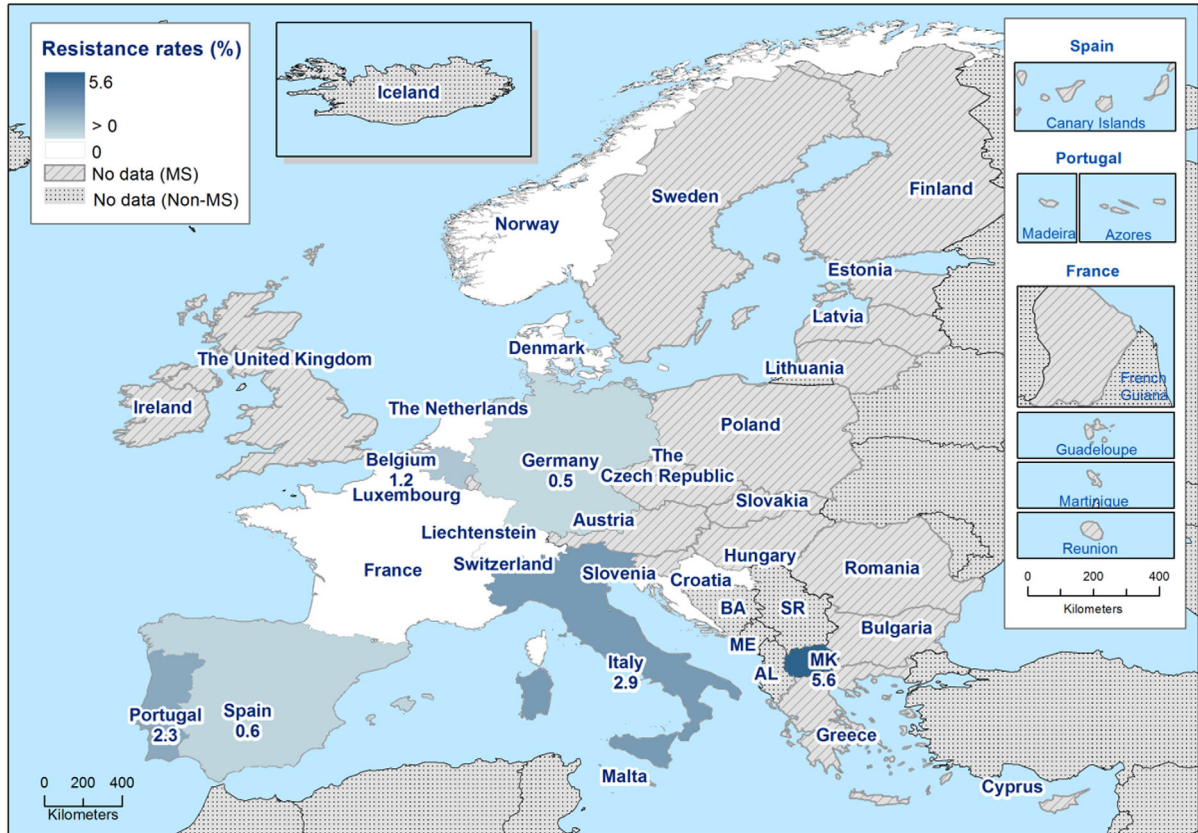 Resistance rates (%)
5.6
> 0
0
No data (MS)
No data (Non-MS)
Iceland
Spain
Canary Islands
Portugal
Madeira
Azores
France
French
Guiana
Guadeloupe
Martinique
Reunion
0 200 400
Kilometers
Norway
Sweden
Finland
Estonia
Latvia
Lithuania
Denmark
The United Kingdom
Ireland
The Netherlands
Poland
Belgium
1.2
Germany
0.5
The
Czech Republic
Luxembourg
Slovakia
Liechtenstein
Austria
Switzerland
Hungary
France
Slovenia
Croatia
Romania
BA
SR
Bulgaria
ME
Italy
2.9
AL
MK
5.6
Portugal
2.3
Spain
0.6
Greece
Malta
Cyprus
0 200 400
Kilometers